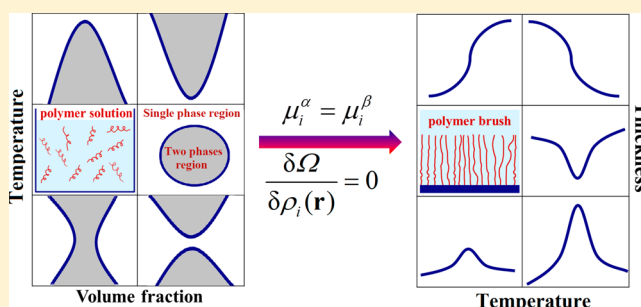 Temperature
polymer solution
Single phase region
Two phases
region
Volume fraction
μ_i^α = μ_i^β
δΩ / δρ_i(r) = 0
polymer brush
Thickness
Temperature